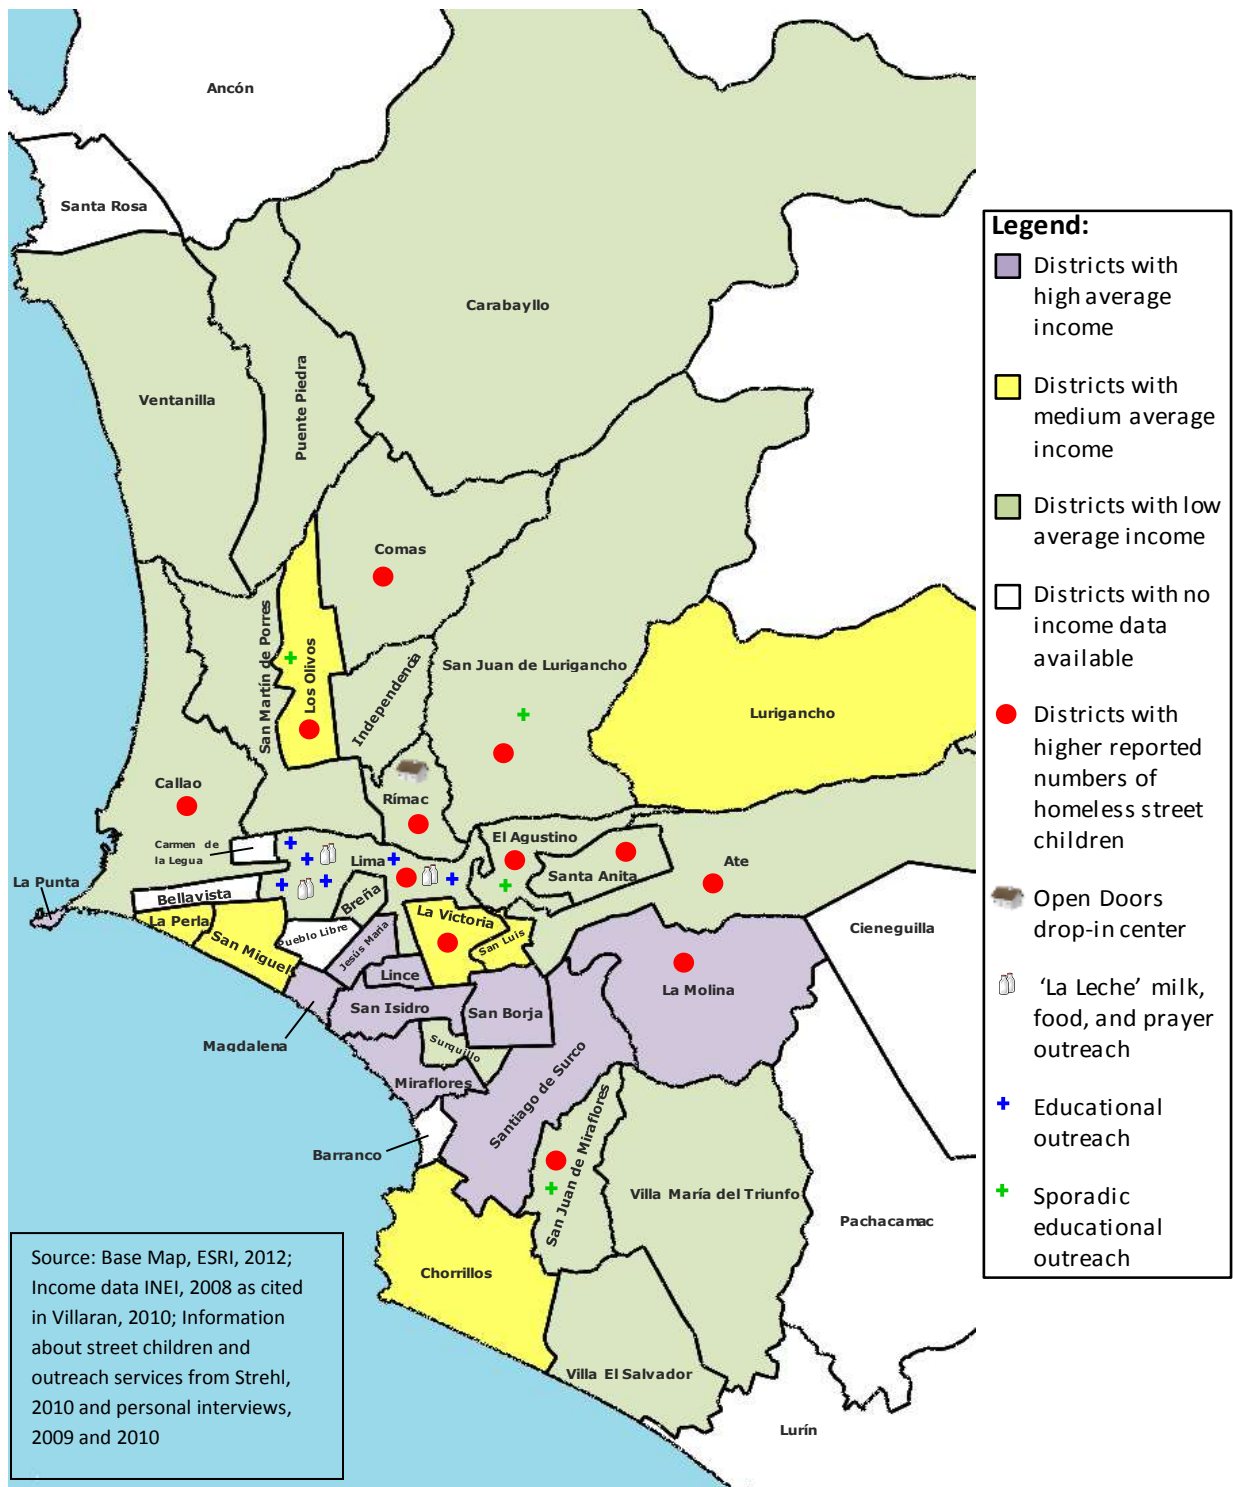 Ancón
Santa Rosa
Carabayllo
Ventanilla
Puente Piedra
Comas
San Martín de Porres
Los Olivos
Independencia
San Juan de Lurigancho
Lurigancho
Callao
Rímac
Carmen de
la Legua
Lima
El Agustino
Santa Anita
Ate
La Punta
Bellavista
Breña
La Perla
San Miguel
Pueblo Libre
Jesús Maria
La Victoria
San Luis
Cieneguilla
Lince
La Molina
San Isidro
San Borja
Magdalena
Surquillo
Miraflores
Santiago de Surco
San Juan de Miraflores
Barranco
Villa María del Triunfo
Pachacamac
Chorrillos
Villa El Salvador
Lurín
Legend:
Districts with
high average
income
Districts with
medium average
income
Districts with low
average income
Districts with no
income data
available
Districts with
higher reported
numbers of
homeless street
children
Open Doors
drop-in center
‘La Leche’ milk,
food, and prayer
outreach
Educational
outreach
Sporadic
educational
outreach
Source: Base Map, ESRI, 2012;
Income data INEI, 2008 as cited
in Villaran, 2010; Information
about street children and
outreach services from Strehl,
2010 and personal interviews,
2009 and 2010